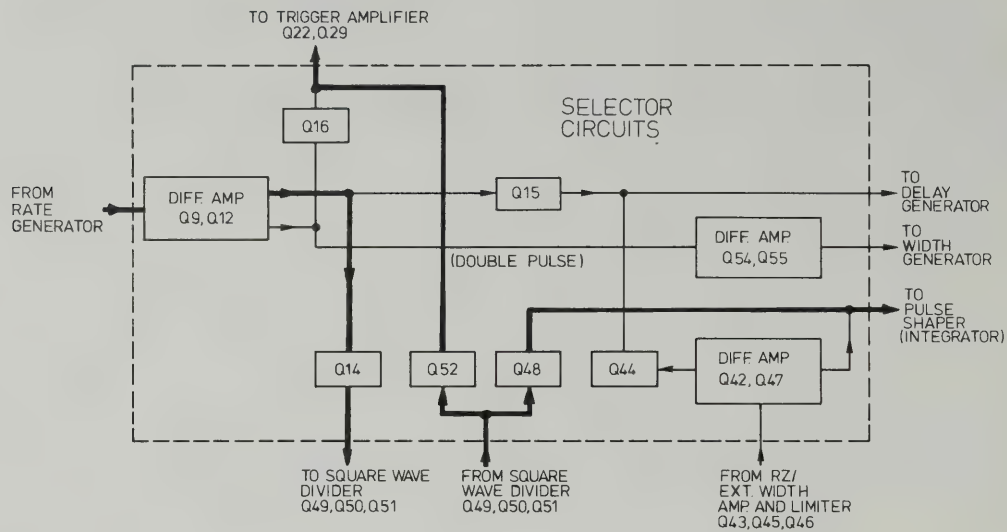 TO TRIGGER AMPLIFIER
Q22,Q29
SELECTOR
CIRCUITS
Q16
FROM
RATE
GENERATOR
DIFF. AMP
Q9,Q12
Q15
TO
DELAY
GENERATOR
(DOUBLE PULSE)
DIFF. AMP.
Q54,Q55
TO
WIDTH
GENERATOR
TO
PULSE
SHAPER
(INTEGRATOR)
Q14
Q52
Q48
Q44
DIFF. AMP
Q42,Q47
TO SQUARE WAVE
DIVIDER
Q49,Q50,Q51
FROM SQUARE
WAVE DIVIDER
Q49,Q50,Q51
FROM RZ/
EXT. WIDTH
AMP. AND LIMITER
Q43,Q45,Q46